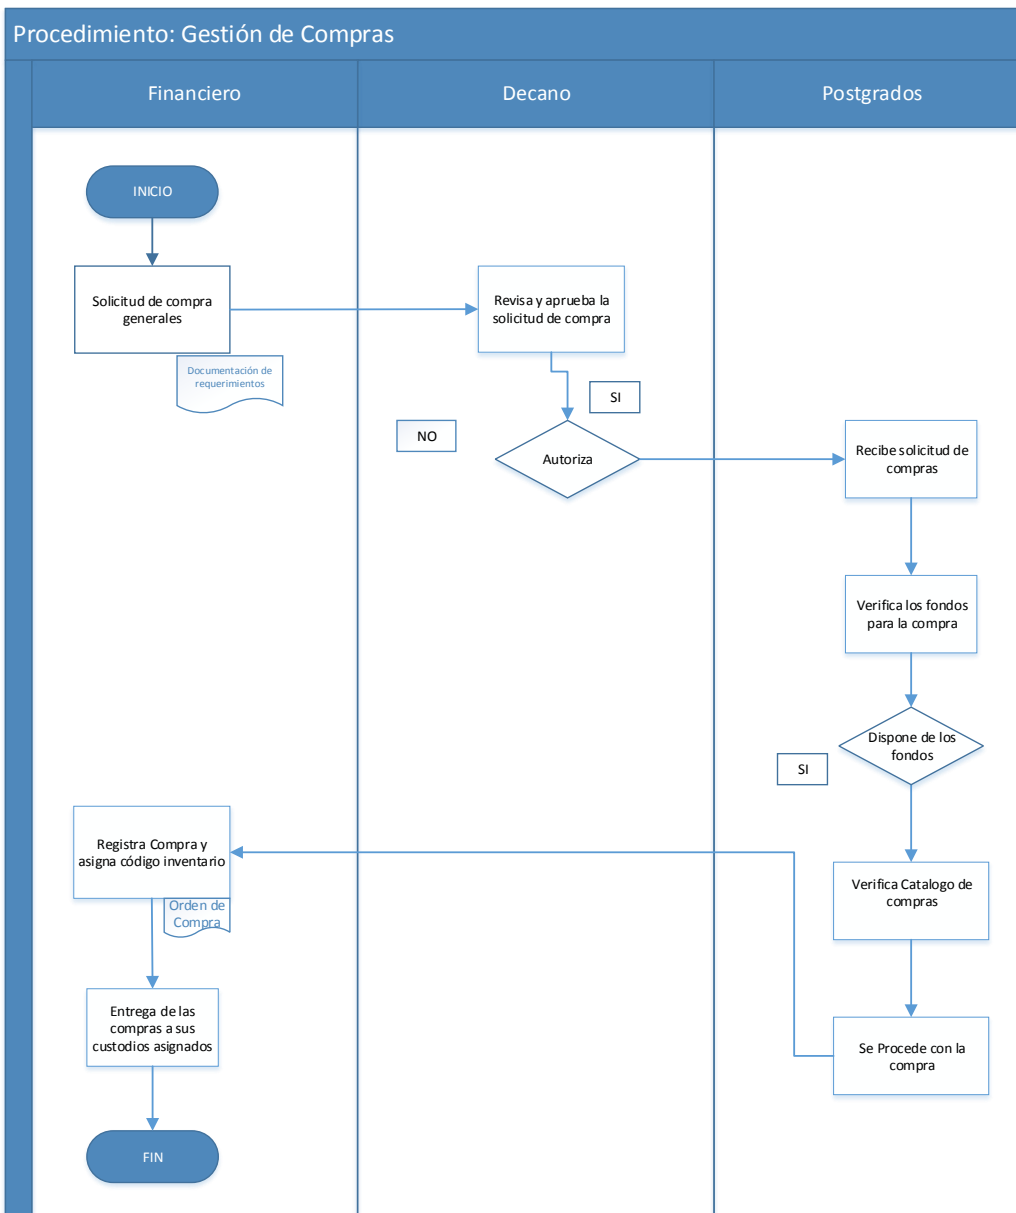 Procedimiento: Gestión de Compras
Financiero
Decano
Postgrados
INICIO
Solicitud de compra
generales
Documentación de
requerimientos
Revisa y aprueba la
solicitud de compra
SI
NO
Autoriza
Recibe solicitud de
compras
Verifica los fondos
para la compra
Dispone de los
fondos
SI
Registra Compra y
asigna código inventario
Orden de
Compra
Verifica Catalogo de
compras
Entrega de las
compras a sus
custodios asignados
Se Procede con la
compra
FIN